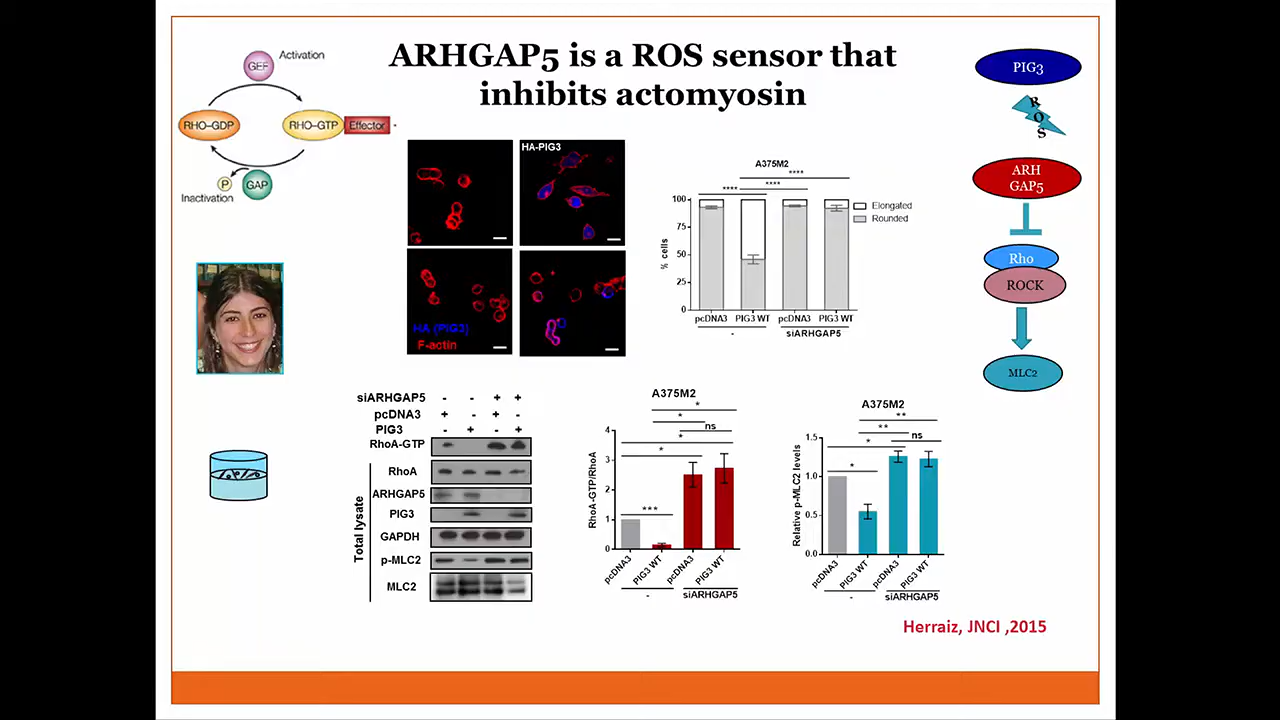 ARHGAP5 is a ROS sensor that
inhibits actomyosin
Activation
GEF
RHO-GDP
RHO-GTP
Effector
P
GAP
Inactivation
HA-PIG3
HA (PIG3)
F-actin
A375M2
****
****
****
% cells
100
75
50
25
0
Elongated
Rounded
pcDNA3 PIG3 WT pcDNA3 PIG3 WT
- siARHGAP5
PIG3
ROS
ARH
GAP5
Rho
ROCK
MLC2
siARHGAP5 - - + +
pcDNA3 + - + -
PIG3 - + - +
RhoA-GTP
Total lysate
RhoA
ARHGAP5
PIG3
GAPDH
p-MLC2
MLC2
A375M2
*
*
ns
*
*
***
RhoA-GTP/RhoA
4
3
2
1
0
pcDNA3 PIG3 WT pcDNA3 PIG3 WT
- siARHGAP5
A375M2
**
**
ns
*
*
Relative p-MLC2 levels
1.5
1.0
0.5
0.0
pcDNA3 PIG3 WT pcDNA3 PIG3 WT
- siARHGAP5
Herraiz, JNCI ,2015